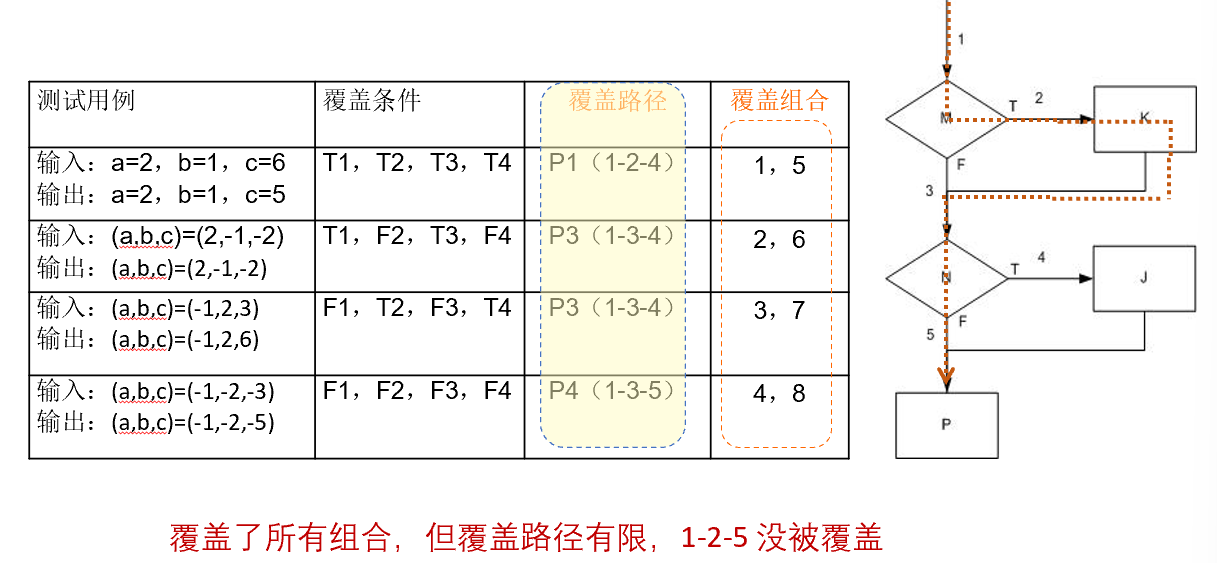 测试用例
覆盖条件
覆盖路径
覆盖组合
输入：a=2，b=1，c=6
输出：a=2，b=1，c=5
T1，T2，T3，T4
P1（1-2-4）
1，5
输入：(a,b,c)=(2,-1,-2)
输出：(a,b,c)=(2,-1,-2)
T1，F2，T3，F4
P3（1-3-4）
2，6
输入：(a,b,c)=(-1,2,3)
输出：(a,b,c)=(-1,2,6)
F1，T2，F3，T4
P3（1-3-4）
3，7
输入：(a,b,c)=(-1,-2,-3)
输出：(a,b,c)=(-1,-2,-5)
F1，F2，F3，F4
P4（1-3-5）
4，8
1
M
T
2
K
F
3
N
T
4
J
F
5
P
覆盖了所有组合，但覆盖路径有限，1-2-5 没被覆盖